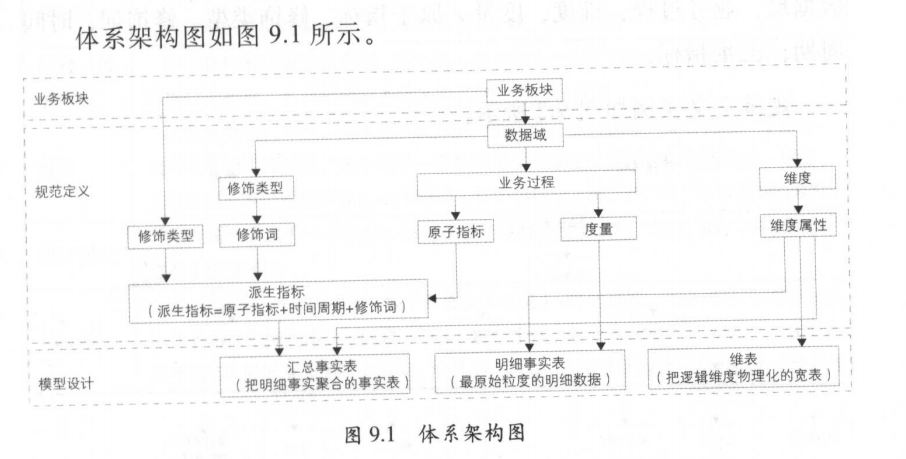 体系架构图如图 9.1 所示。
业务板块
业务板块
数据域
规范定义
修饰类型
业务过程
维度
修饰类型
修饰词
原子指标
度量
维度属性
派生指标
（派生指标=原子指标+时间周期+修饰词）
模型设计
汇总事实表
（把明细事实聚合的事实表）
明细事实表
（最原始粒度的明细数据）
维表
（把逻辑维度物理化的宽表）
图 9.1 体系架构图